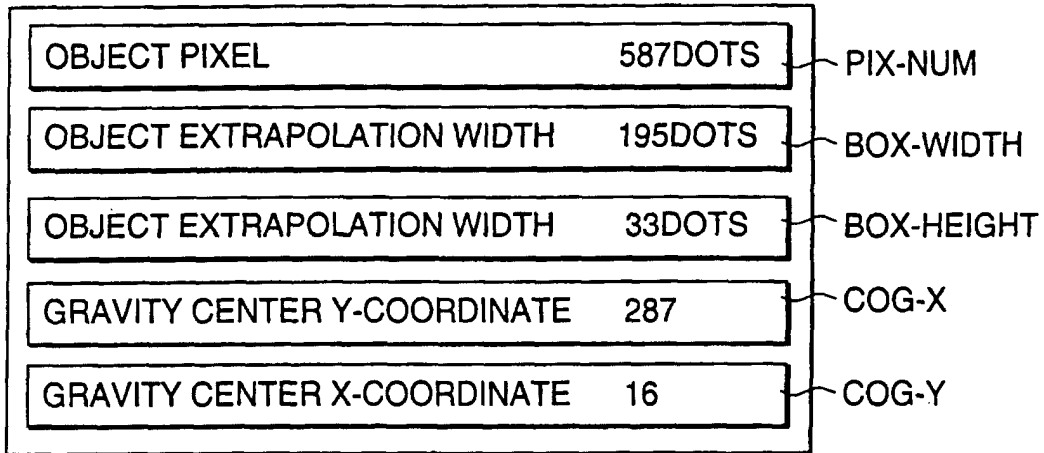 OBJECT PIXEL 587DOTS PIX-NUM
OBJECT EXTRAPOLATION WIDTH 195DOTS BOX-WIDTH
OBJECT EXTRAPOLATION WIDTH 33DOTS BOX-HEIGHT
GRAVITY CENTER Y-COORDINATE 287 COG-X
GRAVITY CENTER X-COORDINATE 16 COG-Y